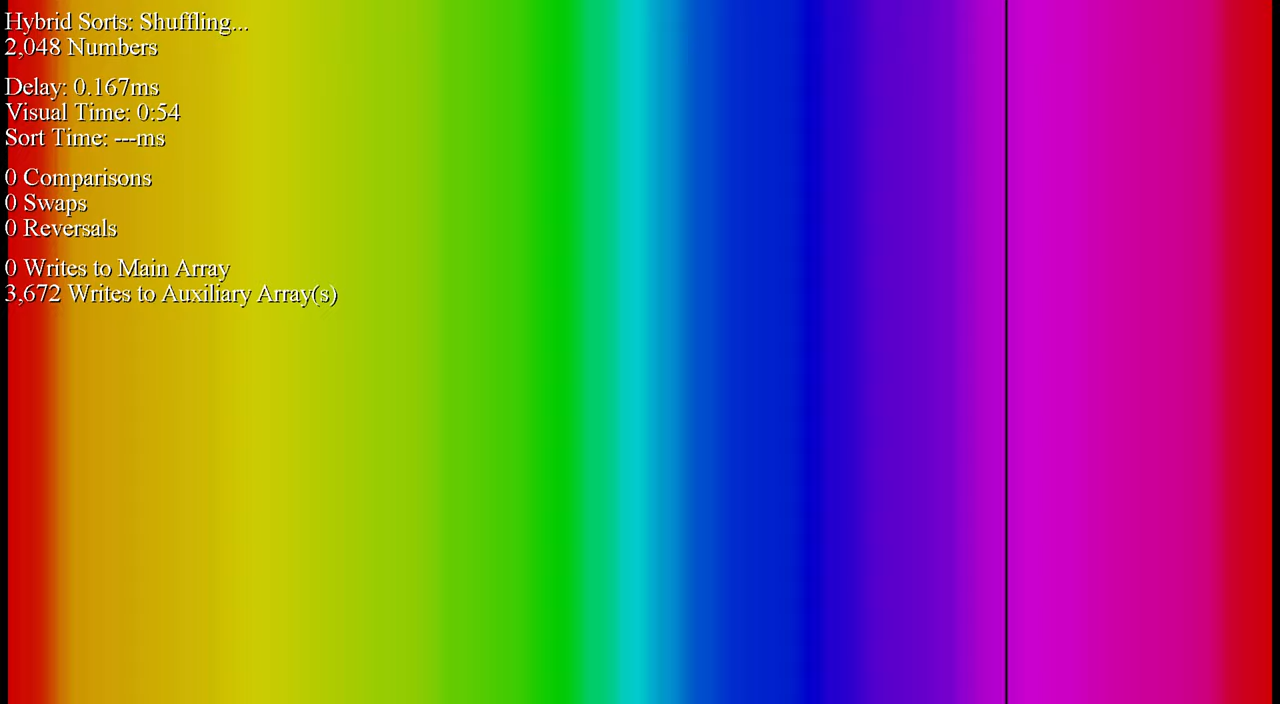 Hybrid Sorts: Shuffling...
2,048 Numbers
Delay: 0.167ms
Visual Time: 0:54
Sort Time: ---ms
0 Comparisons
0 Swaps
0 Reversals
0 Writes to Main Array
3,672 Writes to Auxiliary Array(s)